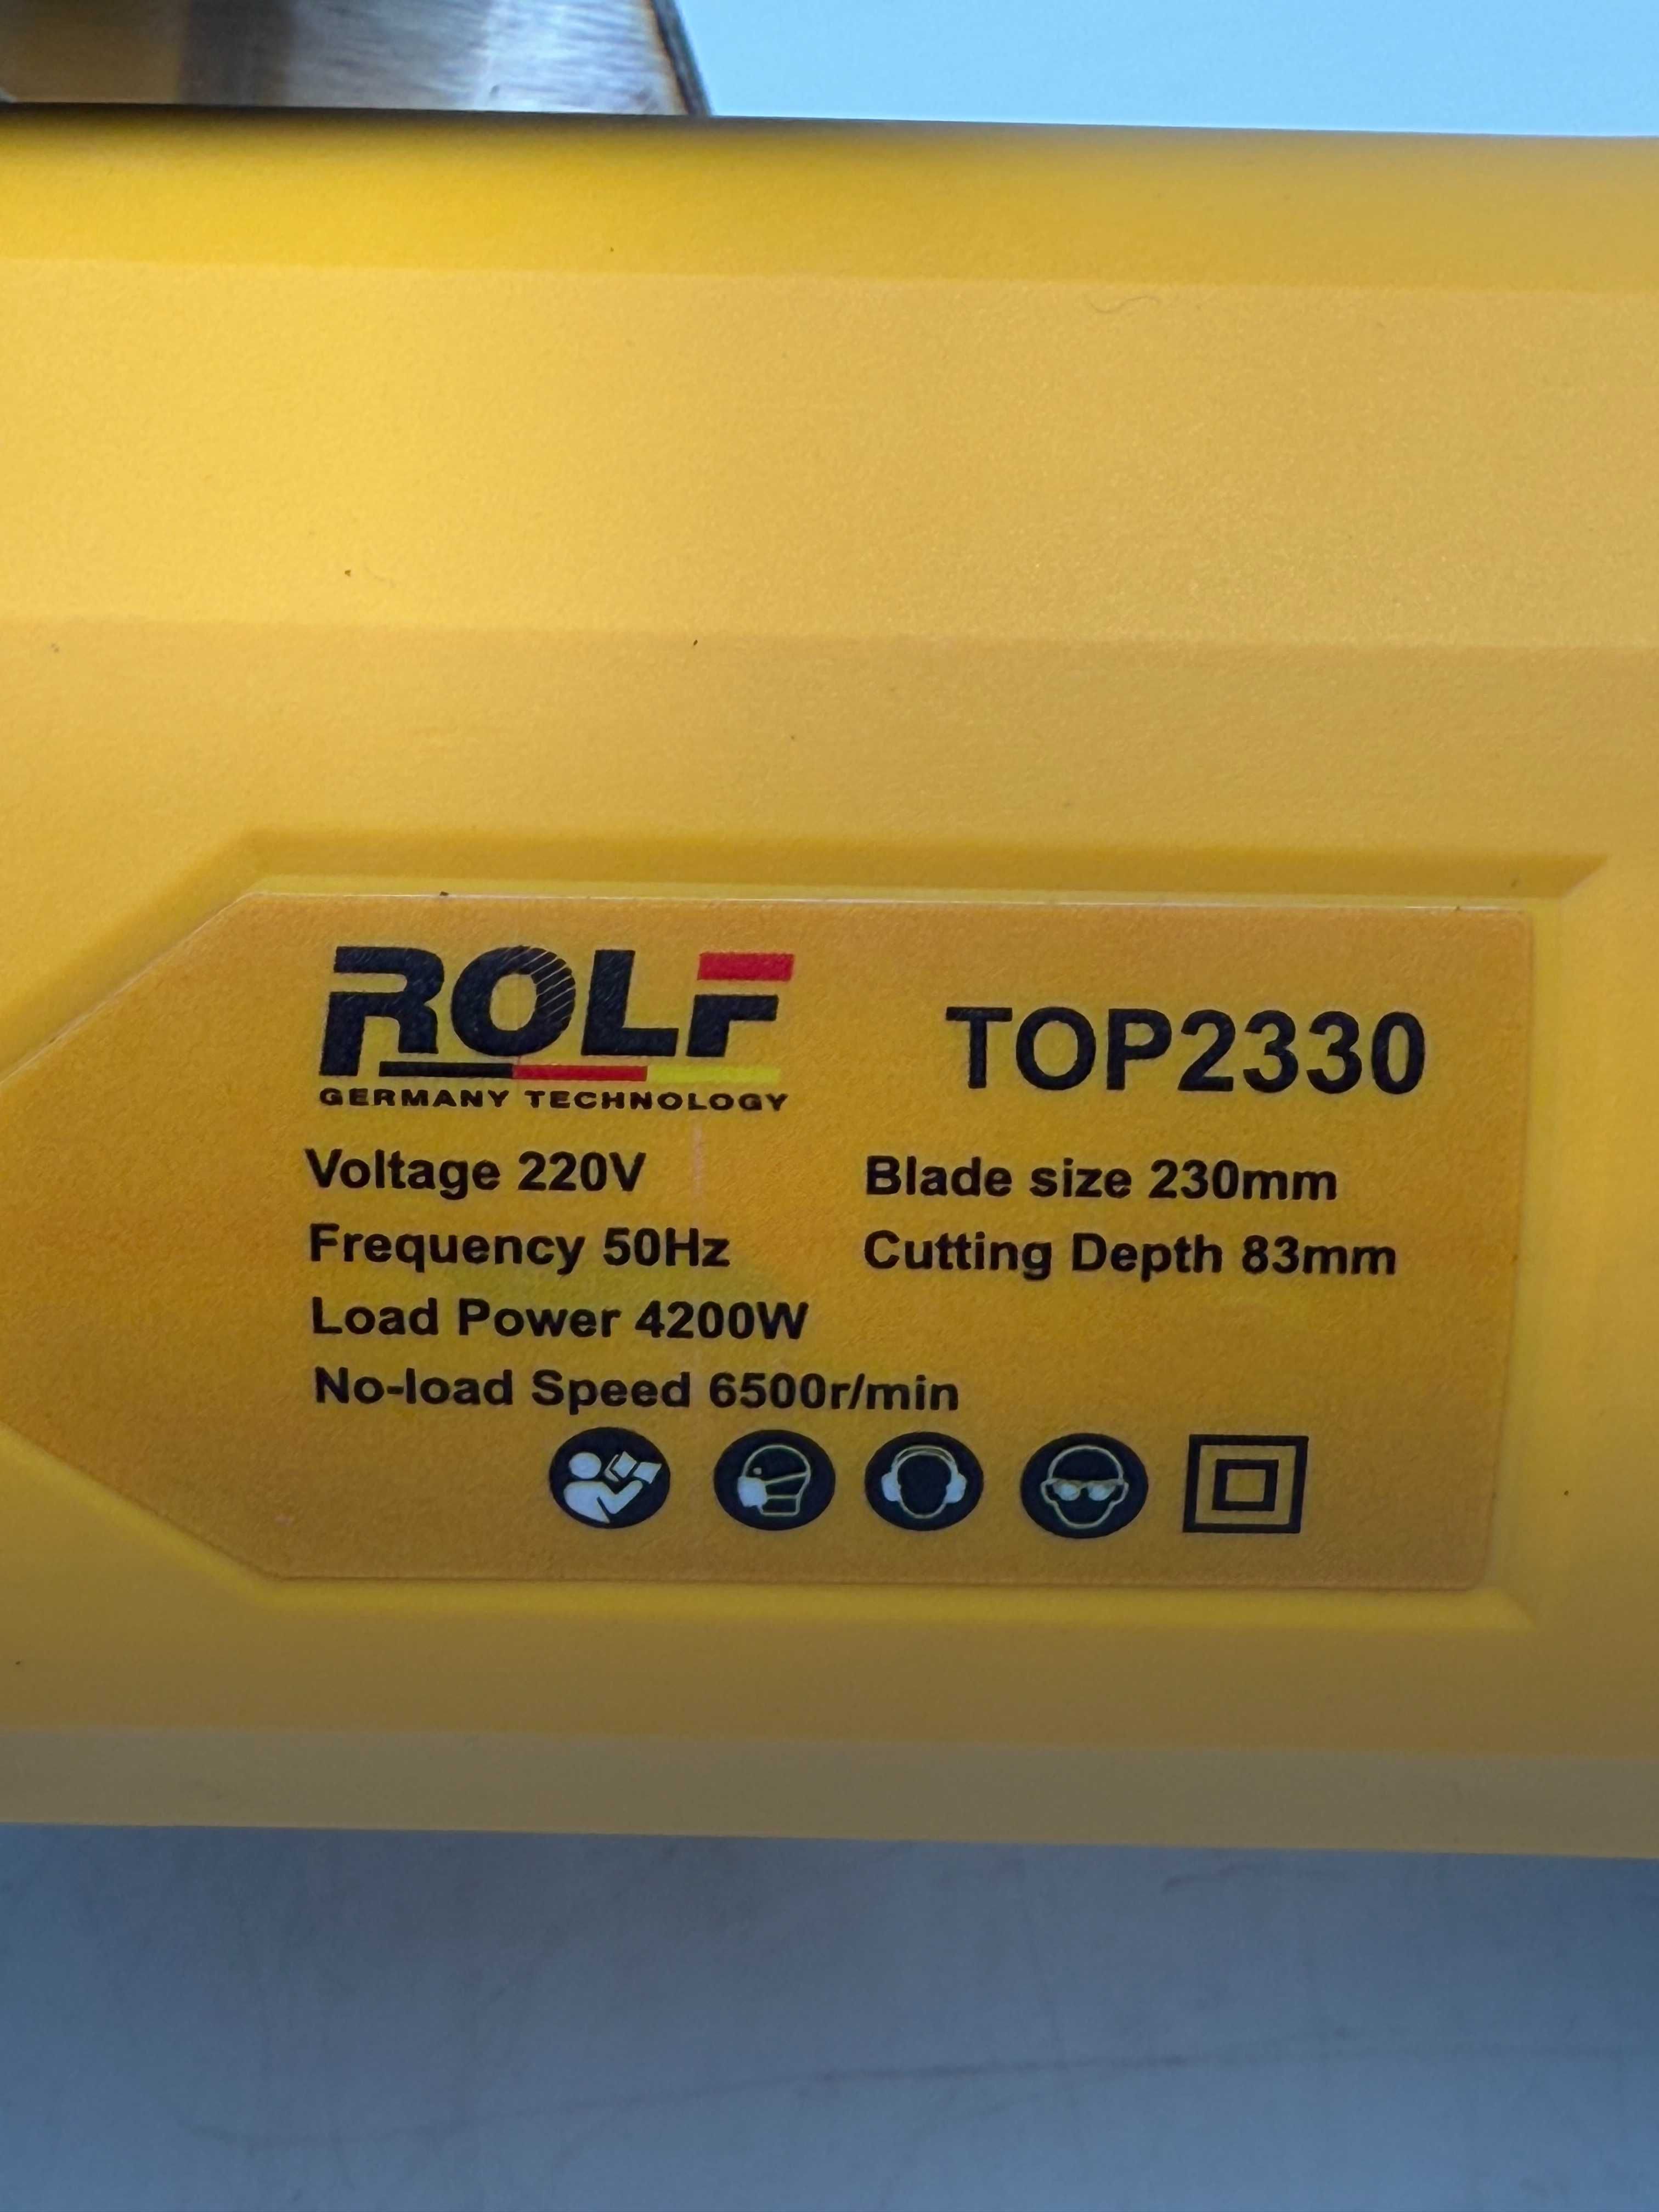 ROLF
GERMANY TECHNOLOGY
TOP2330
Voltage 220V
Frequency 50Hz
Load Power 4200W
No-load Speed 6500r/min
Blade size 230mm
Cutting Depth 83mm